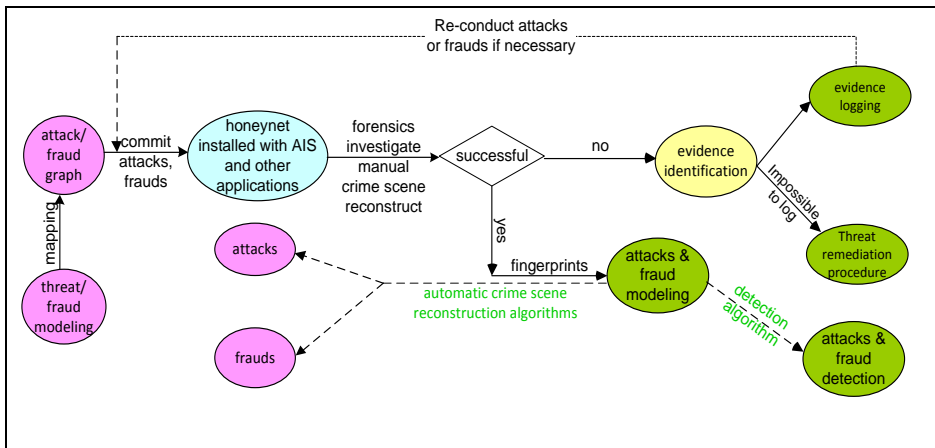 Re-conduct attacks
or frauds if necessary
evidence
logging
attack/
fraud
graph
commit
attacks,
frauds
honeynet
installed with AIS
and other
applications
forensics
investigate
manual
crime scene
reconstruct
successful
no
evidence
identification
Impossible
to log
Threat
remediation
procedure
mapping
threat/
fraud
modeling
yes
fingerprints
attacks &
fraud
modeling
attacks
automatic crime scene
reconstruction algorithms
frauds
detection
algorithm
attacks &
fraud
detection